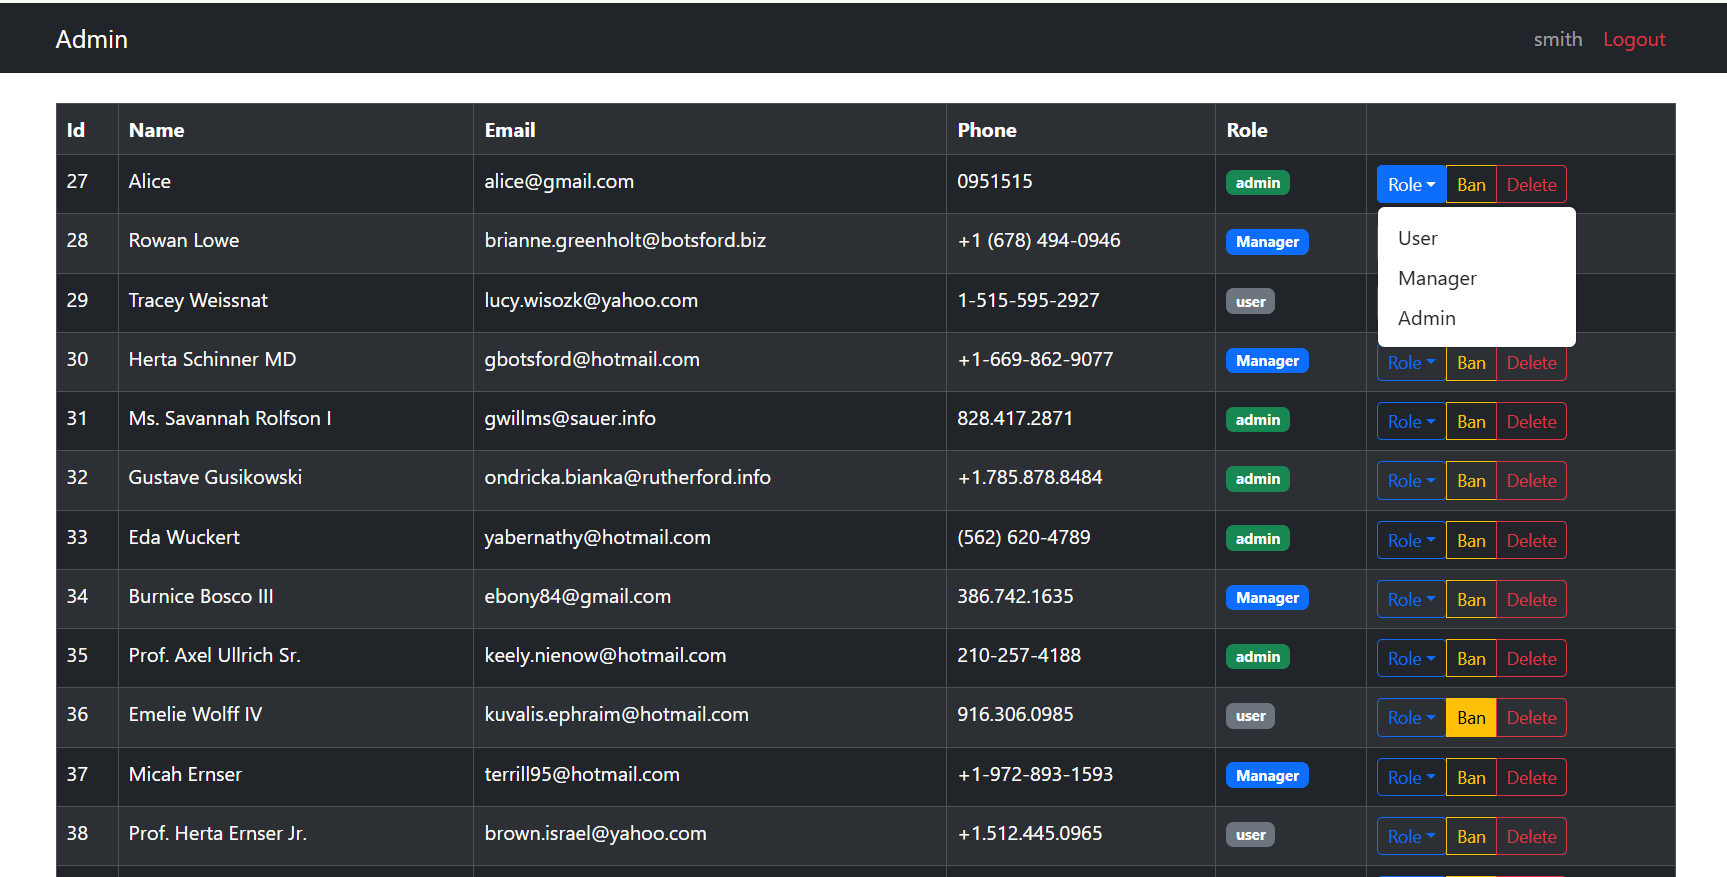 Admin smith Logout
Id Name Email Phone Role
27 Alice alice@gmail.com 0951515 admin Role Ban Delete
28 Rowan Lowe brianne.greenholt@botsford.biz +1 (678) 494-0946 Manager
User
Manager
Admin
29 Tracey Weissnat lucy.wisozk@yahoo.com 1-515-595-2927 user
30 Herta Schinner MD gbotsford@hotmail.com +1-669-862-9077 Manager Role Ban Delete
31 Ms. Savannah Rolfson I gwillms@sauer.info 828.417.2871 admin Role Ban Delete
32 Gustave Gusikowski ondricka.bianka@rutherford.info +1.785.878.8484 admin Role Ban Delete
33 Eda Wuckert yabernathy@hotmail.com (562) 620-4789 admin Role Ban Delete
34 Burnice Bosco III ebony84@gmail.com 386.742.1635 Manager Role Ban Delete
35 Prof. Axel Ullrich Sr. keely.nienow@hotmail.com 210-257-4188 admin Role Ban Delete
36 Emelie Wolff IV kuvalis.ephraim@hotmail.com 916.306.0985 user Role Ban Delete
37 Micah Ernser terrill95@hotmail.com +1-972-893-1593 Manager Role Ban Delete
38 Prof. Herta Ernser Jr. brown.israel@yahoo.com +1.512.445.0965 user Role Ban Delete